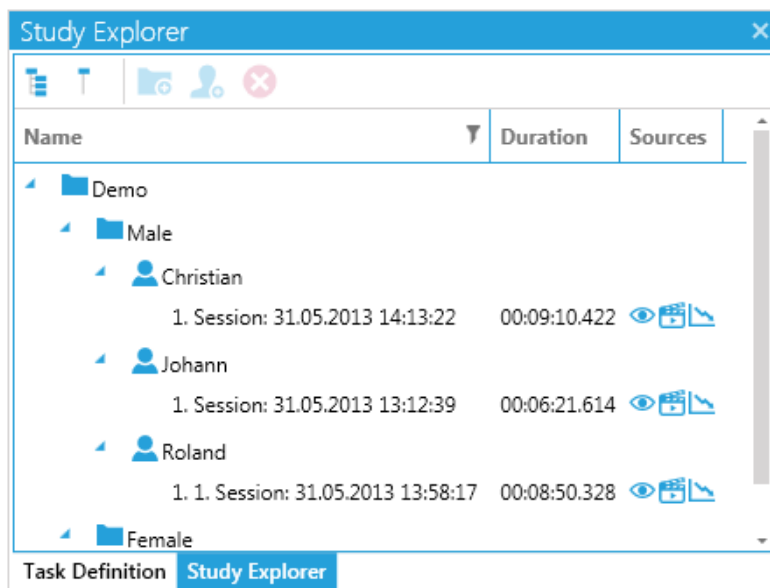 Study Explorer
Name Duration Sources
Demo
Male
Christian
1. Session: 31.05.2013 14:13:22 00:09:10.422
Johann
1. Session: 31.05.2013 13:12:39 00:06:21.614
Roland
1. 1. Session: 31.05.2013 13:58:17 00:08:50.328
Female
Task Definition Study Explorer